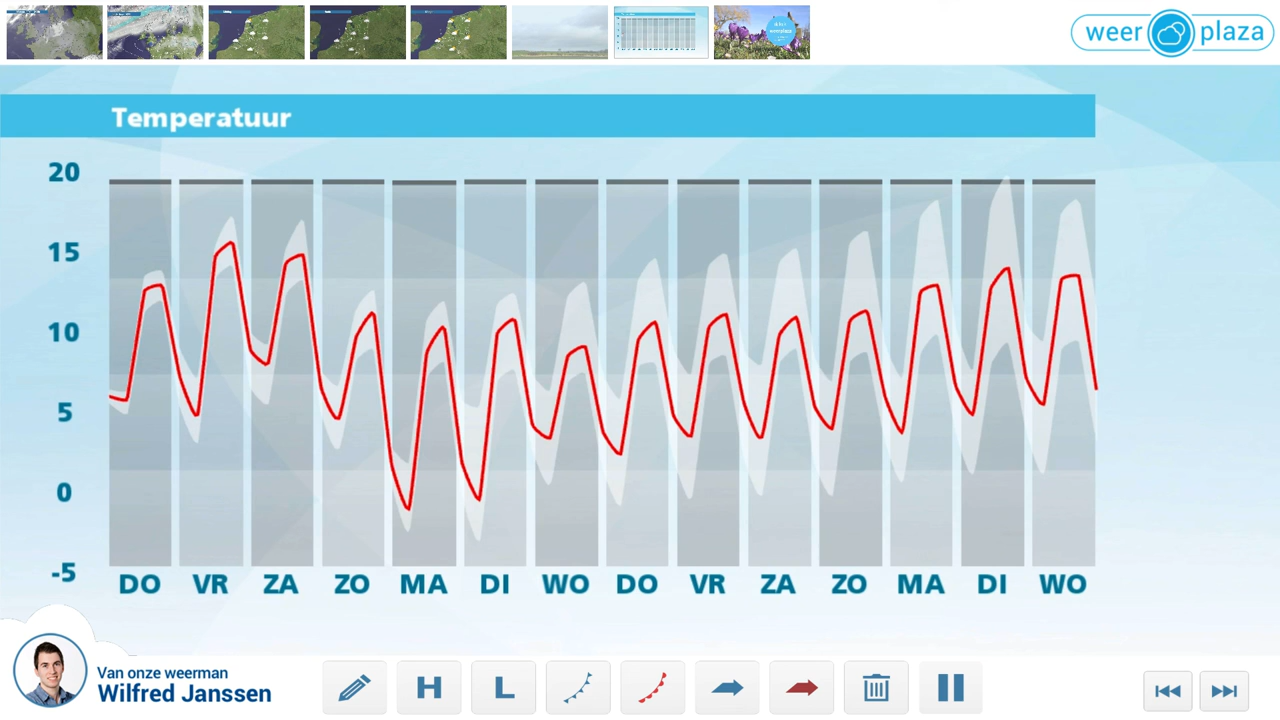 weer plaza
Temperatuur
20
15
10
5
0
-5
DO VR ZA ZO MA DI WO DO VR ZA ZO MA DI WO
Van onze weerman
Wilfred Janssen
H L